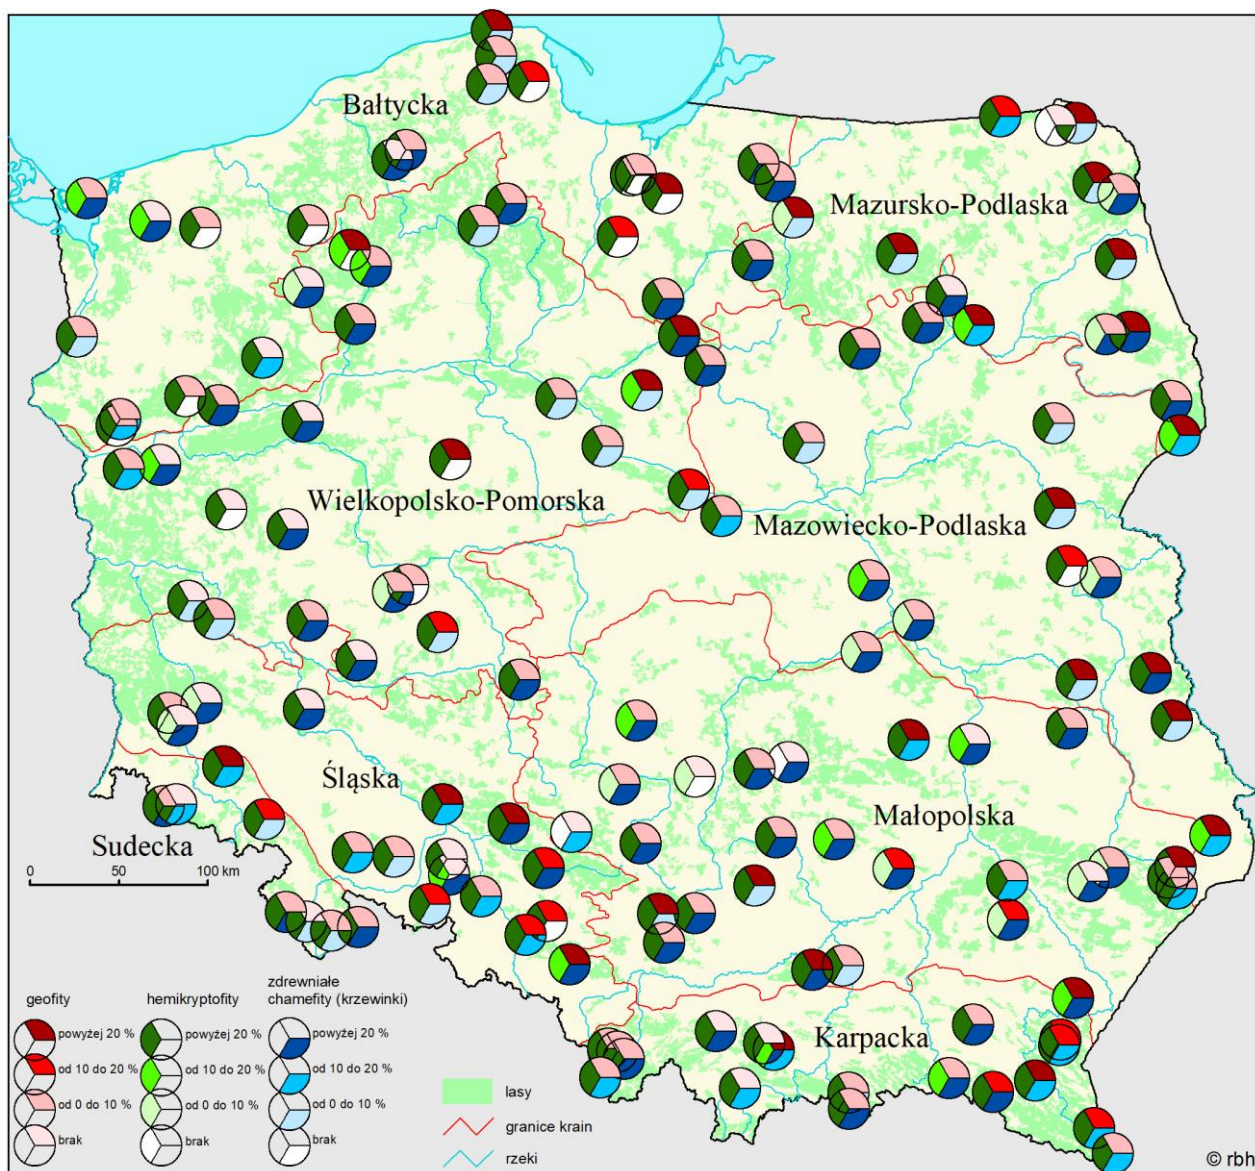 Bałtycka
Mazursko-Podlaska
Wielkopolsko-Pomorska
Mazowiecko-Podlaska
Śląska
Małopolska
Sudecka
Karpacka
0 50 100 km
geofity
powyżej 20 %
od 10 do 20 %
od 0 do 10 %
brak
hemikryptofity
powyżej 20 %
od 10 do 20 %
od 0 do 10 %
brak
zdrewniałe
chamefity (krzewinki)
powyżej 20 %
od 10 do 20 %
od 0 do 10 %
brak
lasy
granice krain
rzeki
© rbh